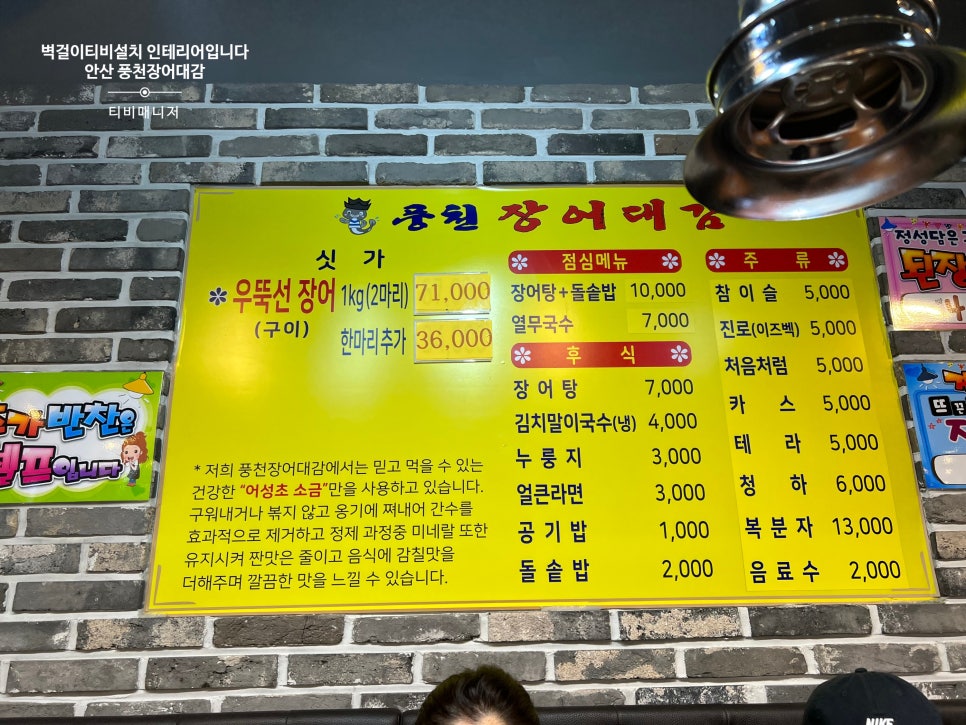 벽걸이티비설치 인테리어입니다
안산 풍천장어대감
티비매니저
풍천 장어대감
싯가
우뚝선 장어 1kg(2마리) 71,000
(구이)
한마리 추가 36,000
* 저희 풍천장어대감에서는 믿고 먹을 수 있는
건강한 “어성초 소금”만을 사용하고 있습니다.
구워내거나 볶지 않고 옹기에 쪄내어 간수를
효과적으로 제거하고 정제 과정중 미네랄 또한
유지시켜 짠맛은 줄이고 음식에 감칠맛을
더해주며 깔끔한 맛을 느낄 수 있습니다.
점심메뉴
장어탕+돌솥밥 10,000
열무국수 7,000
후식
장어탕 7,000
김치말이국수(냉) 4,000
누룽지 3,000
얼큰라면 3,000
공기밥 1,000
돌솥밥 2,000
주류
참이슬 5,000
진로(이즈벡) 5,000
처음처럼 5,000
카스 5,000
테라 5,000
청하 6,000
복분자 13,000
음료수 2,000
정성담은
된장
반찬은
셀프입니다
NIKE